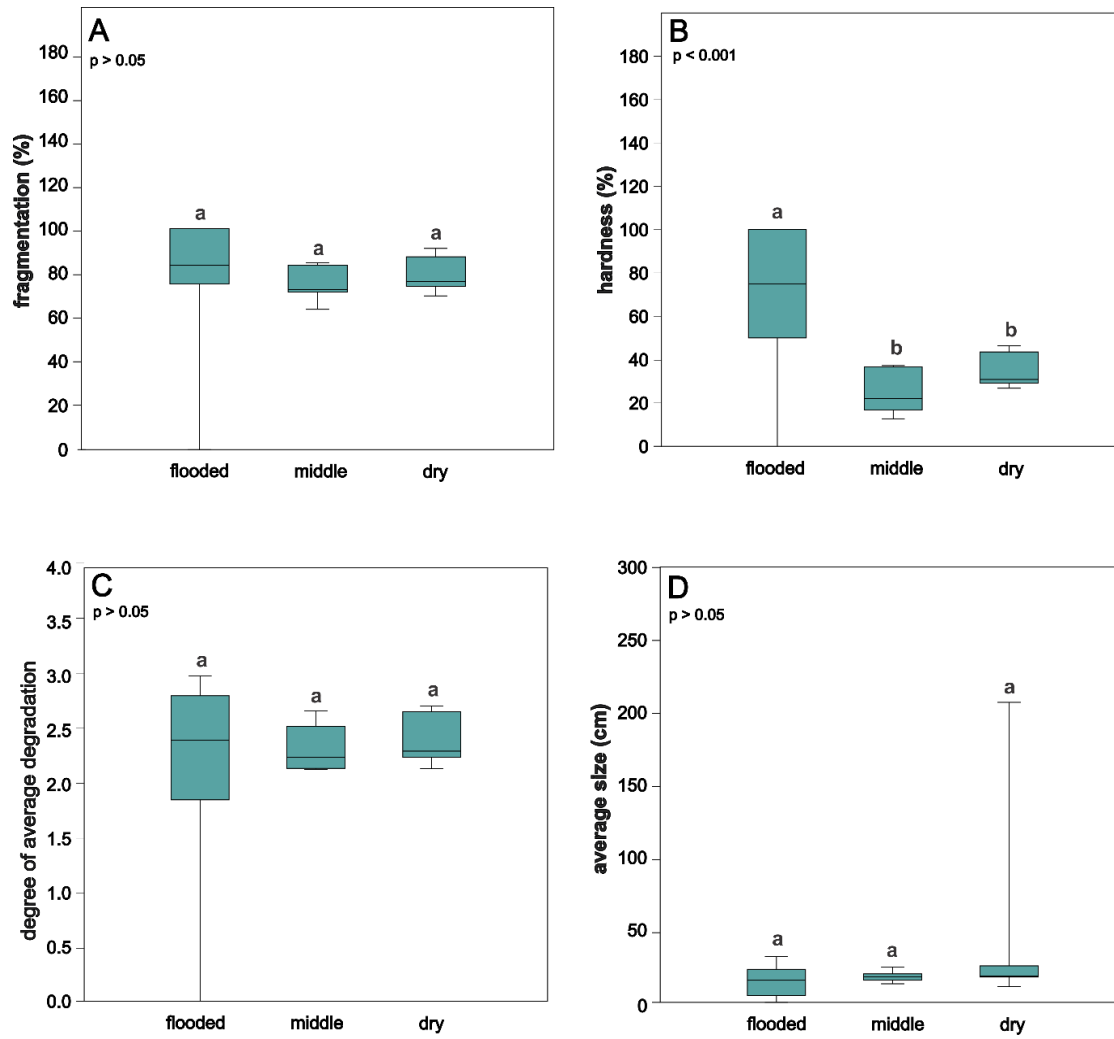 A
p > 0.05
fragmentation (%)
180
160
140
120
100
80
60
40
20
0
a
a
a
flooded
middle
dry
B
p < 0.001
hardness (%)
180
160
140
120
100
80
60
40
20
0
a
b
b
flooded
middle
dry
C
p > 0.05
degree of average degradation
4.0
3.5
3.0
2.5
2.0
1.5
1.0
0.5
0.0
a
a
a
flooded
middle
dry
D
p > 0.05
average size (cm)
300
250
200
150
100
50
0
a
a
a
flooded
middle
dry